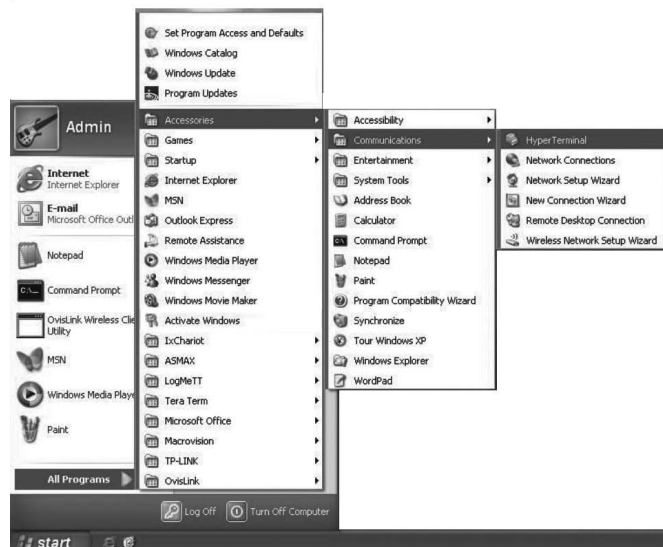 Set Program Access and Defaults
Windows Catalog
Windows Update
Program Updates
Admin
Internet
Internet Explorer
E-mail
Microsoft Office Outl
Notepad
Command Prompt
OvisLink Wireless Clie
Utility
MSN
Windows Media Playe
Paint
All Programs
Accessories
Games
Startup
Internet Explorer
MSN
Outlook Express
Remote Assistance
Windows Media Player
Windows Messenger
Windows Movie Maker
Activate Windows
IxChariot
ASMAX
LogMeTT
Tera Term
Microsoft Office
Macrovision
TP-LINK
OvisLink
Accessibility
Communications
Entertainment
System Tools
Address Book
Calculator
Command Prompt
Notepad
Paint
Program Compatibility Wizard
Synchronize
Tour Windows XP
Windows Explorer
WordPad
HyperTerminal
Network Connections
Network Setup Wizard
New Connection Wizard
Remote Desktop Connection
Wireless Network Setup Wizard
Log Off
Turn Off Computer
start